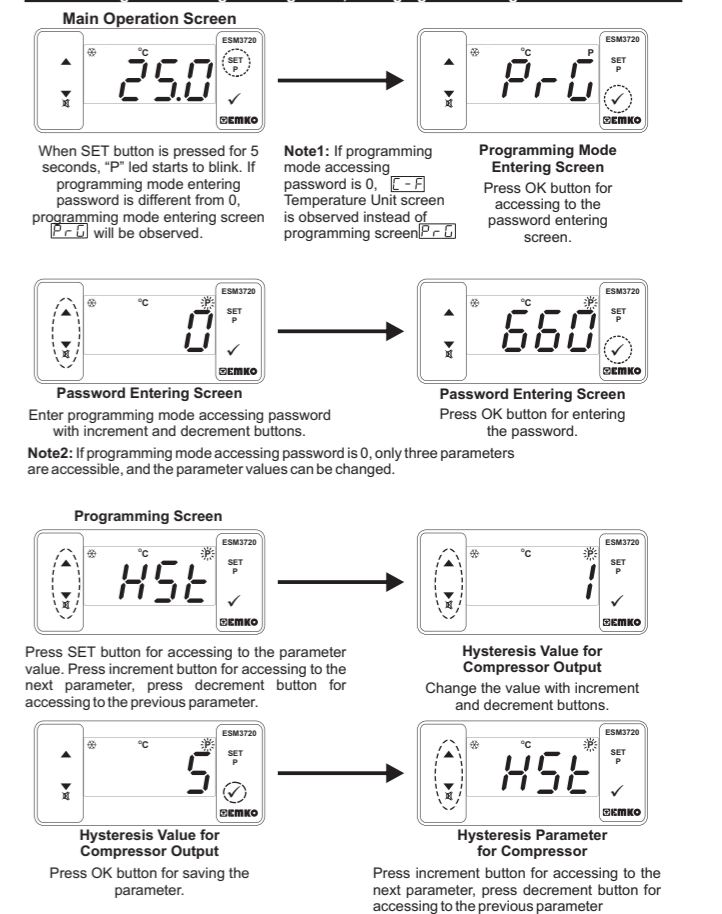 Main Operation Screen
°C
25.0
ESM3720
SET
P
EMKO
°C
P
PrG
ESM3720
SET
P
EMKO
When SET button is pressed for 5
seconds, “P” led starts to blink. If
programming mode entering
password is different from 0,
programming mode entering screen
PrG will be observed.
Note1: If programming
mode accessing
password is 0, C-F
Temperature Unit screen
is observed instead of
programming screen PrG
Programming Mode
Entering Screen
Press OK button for
accessing to the
password entering
screen.
°C
P
0
ESM3720
SET
P
EMKO
°C
P
660
ESM3720
SET
P
EMKO
Password Entering Screen
Enter programming mode accessing password
with increment and decrement buttons.
Password Entering Screen
Press OK button for entering
the password.
Note2: If programming mode accessing password is 0, only three parameters
are accessible, and the parameter values can be changed.
Programming Screen
°C
P
HSt
ESM3720
SET
P
EMKO
°C
P
1
ESM3720
SET
P
EMKO
Press SET button for accessing to the parameter
value. Press increment button for accessing to the
next parameter, press decrement button for
accessing to the previous parameter.
Hysteresis Value for
Compressor Output
Change the value with increment
and decrement buttons.
°C
P
5
ESM3720
SET
P
EMKO
°C
P
HSt
ESM3720
SET
P
EMKO
Hysteresis Value for
Compressor Output
Press OK button for saving the
parameter.
Hysteresis Parameter
for Compressor
Press increment button for accessing to the
next parameter, press decrement button for
accessing to the previous parameter